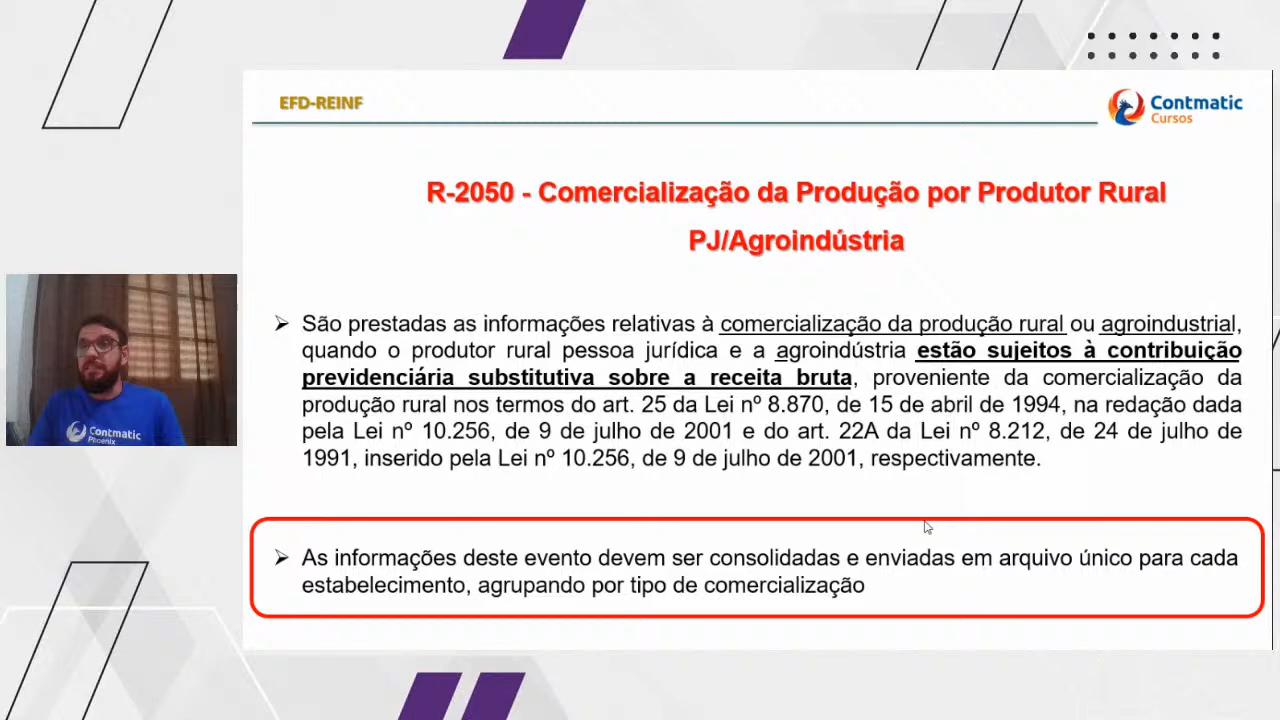 EFD-REINF
Contmatic
Cursos
R-2050 - Comercialização da Produção por Produtor Rural
PJ/Agroindústria
➢ São prestadas as informações relativas à comercialização da produção rural ou agroindustrial,
quando o produtor rural pessoa jurídica e a agroindústria estão sujeitos à contribuição
previdenciária substitutiva sobre a receita bruta, proveniente da comercialização da
produção rural nos termos do art. 25 da Lei nº 8.870, de 15 de abril de 1994, na redação dada
pela Lei nº 10.256, de 9 de julho de 2001 e do art. 22A da Lei nº 8.212, de 24 de julho de
1991, inserido pela Lei nº 10.256, de 9 de julho de 2001, respectivamente.
Contmatic
Phoenix
➢ As informações deste evento devem ser consolidadas e enviadas em arquivo único para cada
estabelecimento, agrupando por tipo de comercialização